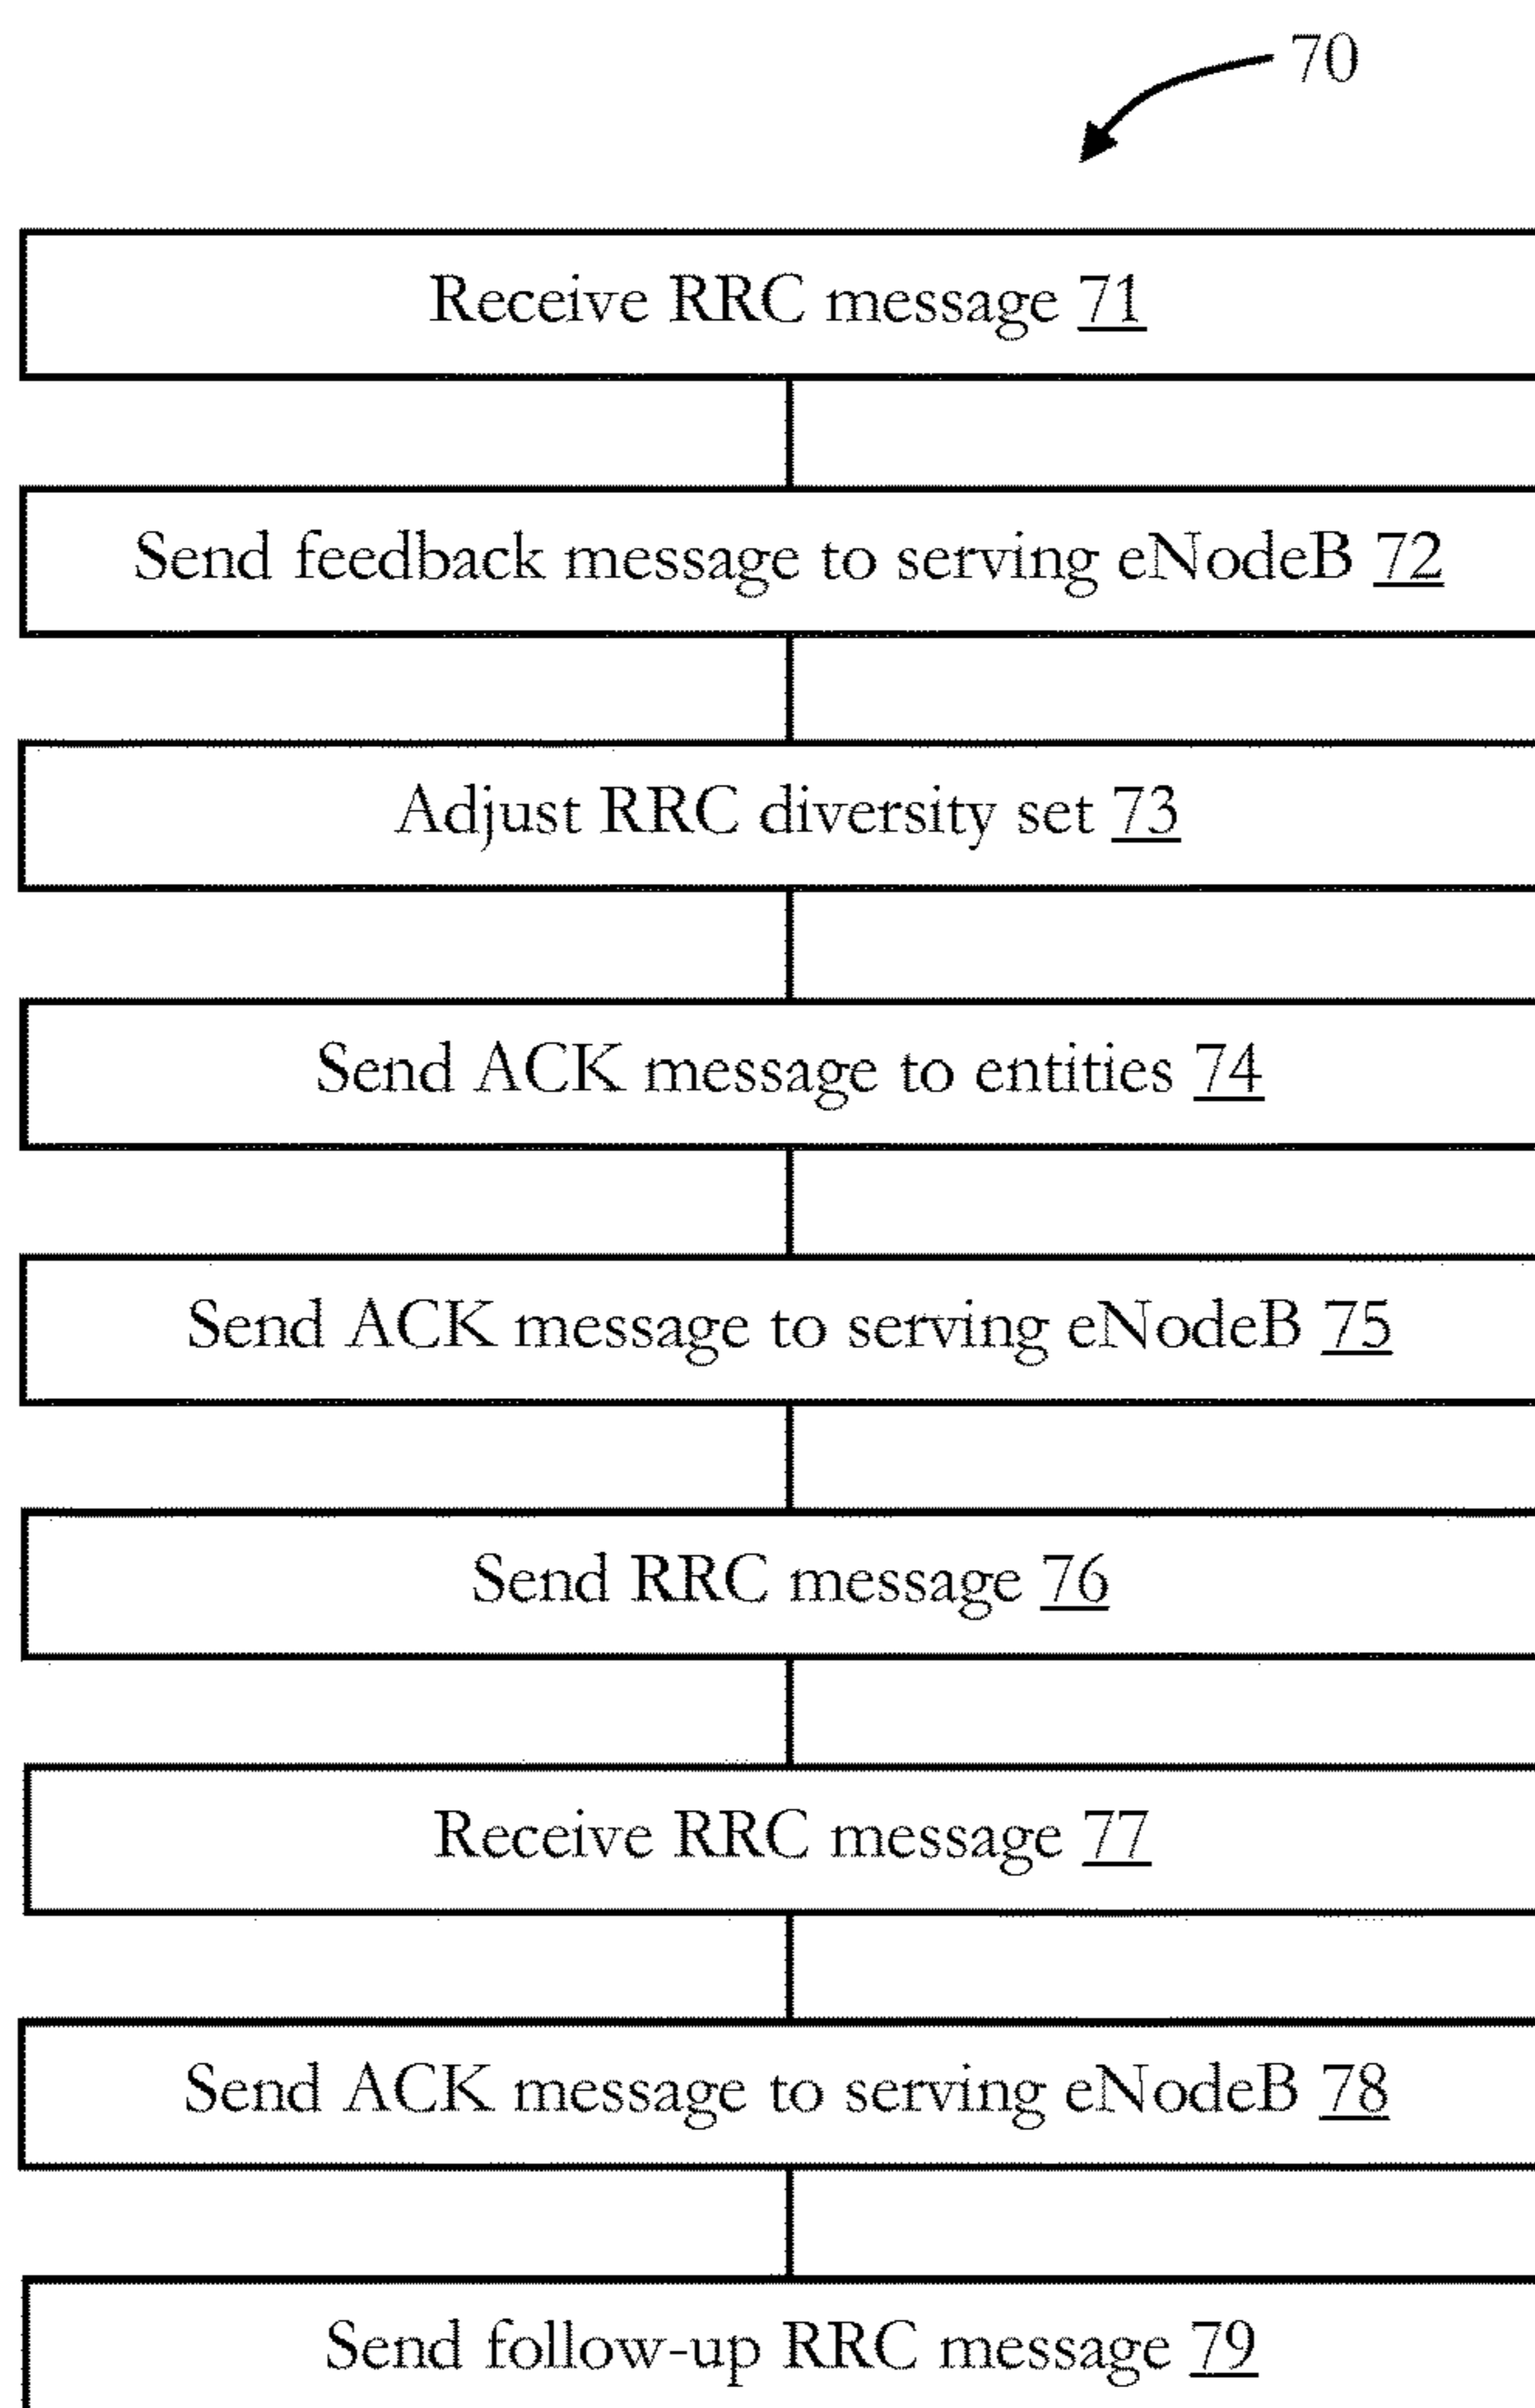 70
Receive RRC message 71
Send feedback message to serving eNodeB 72
Adjust RRC diversity set 73
Send ACK message to entities 74
Send ACK message to serving eNodeB 75
Send RRC message 76
Receive RRC message 77
Send ACK message to serving eNodeB 78
Send follow-up RRC message 79